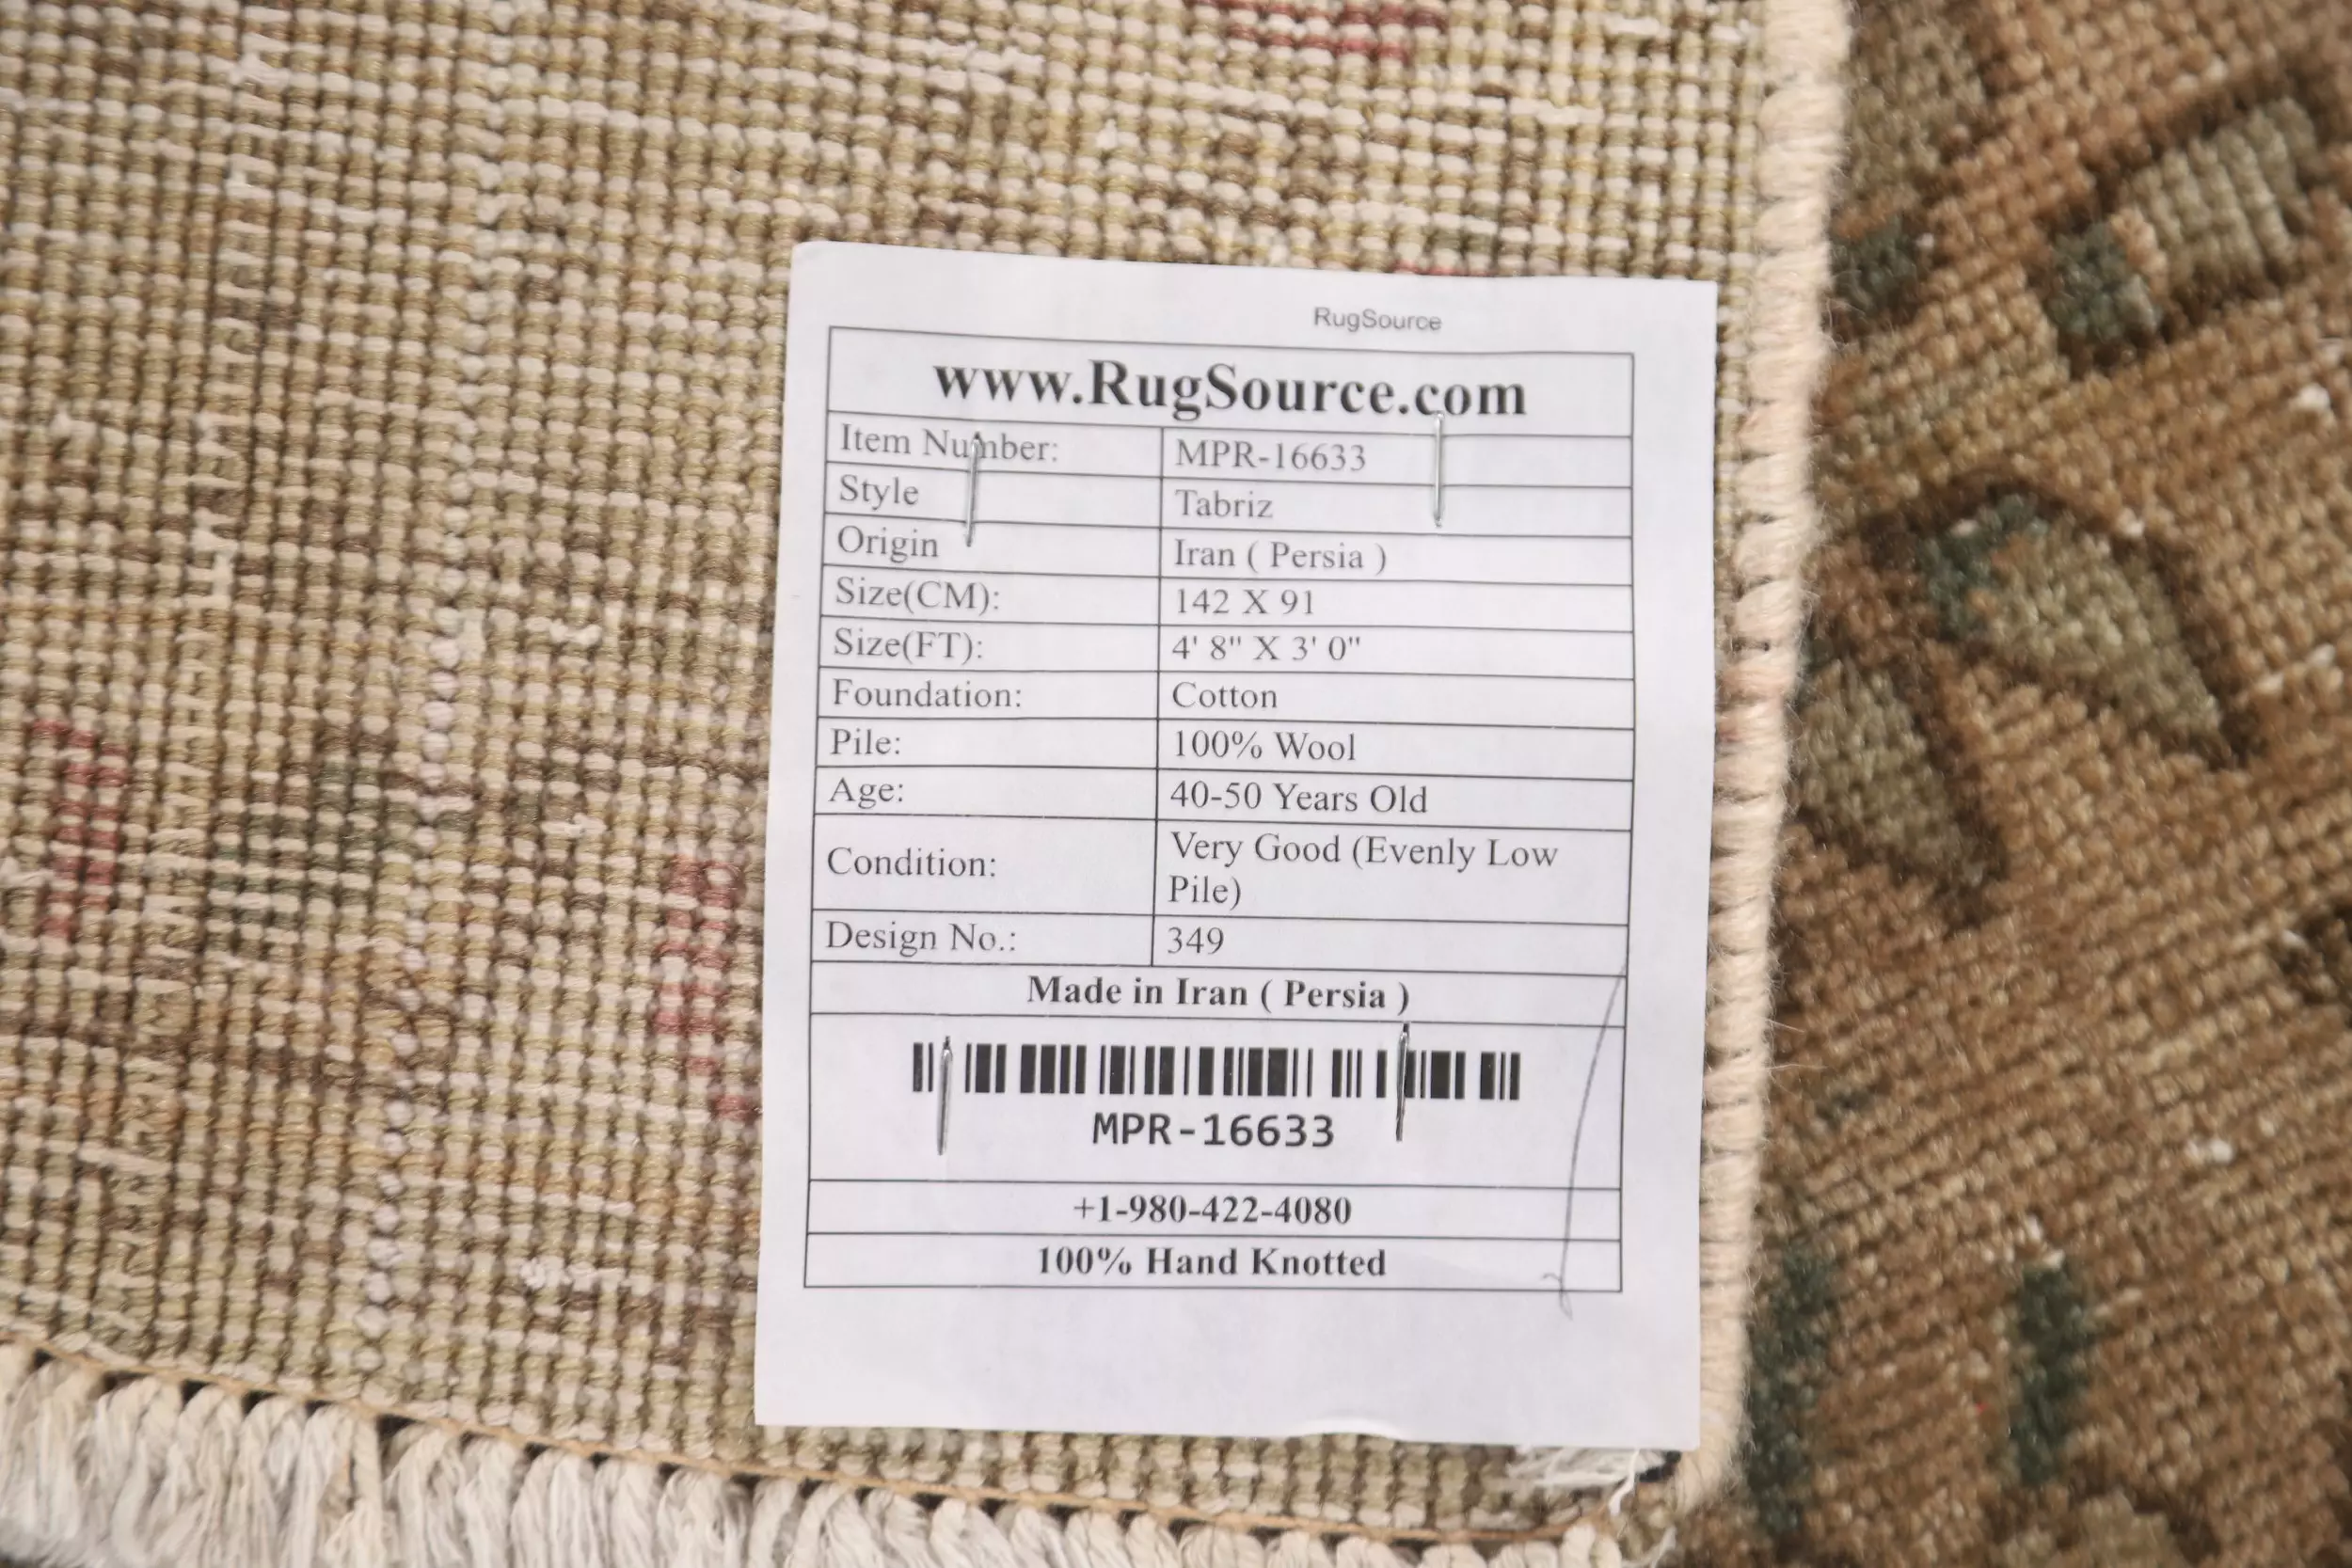 RugSource
www.RugSource.com
Item Number: MPR-16633
Style Tabriz
Origin Iran ( Persia )
Size(CM): 142 X 91
Size(FT): 4' 8" X 3' 0"
Foundation: Cotton
Pile: 100% Wool
Age: 40-50 Years Old
Condition: Very Good (Evenly Low
Pile)
Design No.: 349
Made in Iran ( Persia )
MPR-16633
+1-980-422-4080
100% Hand Knotted